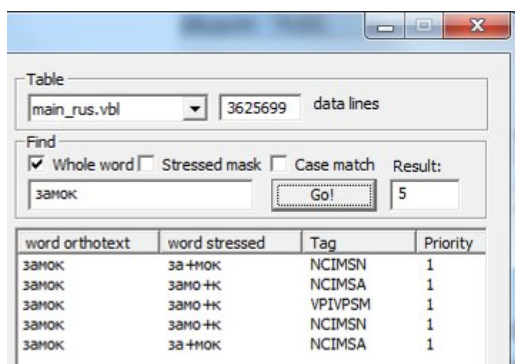 Table
main_rus.vbl 3625699 data lines
Find
Whole word Stressed mask Case match Result:
замок Go! 5
word orthotext word stressed Tag Priority
замок за+мок NCIMSN 1
замок замо+к NCIMSA 1
замок замо+к VPIVPSM 1
замок замо+к NCIMSN 1
замок за+мок NCIMSA 1